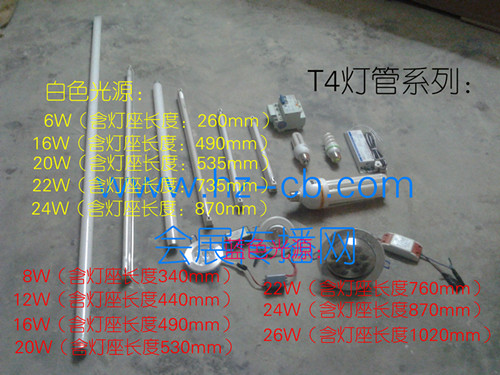 T4灯管系列：
白色光源：
6W（含灯座长度：260mm）
16W（含灯座长度：490mm）
20W（含灯座长度：535mm）
22W（含灯座长度：735mm）
24W（含灯座长度：870mm）
www.hz-cb.com
会展传播网
蓝色光源
8W（含灯座长度340mm）
12W（含灯座长度440mm）
16W（含灯座长度490mm）
20W（含灯座长度530mm）
22W（含灯座长度760mm）
24W（含灯座长度870mm）
26W（含灯座长度1020mm）